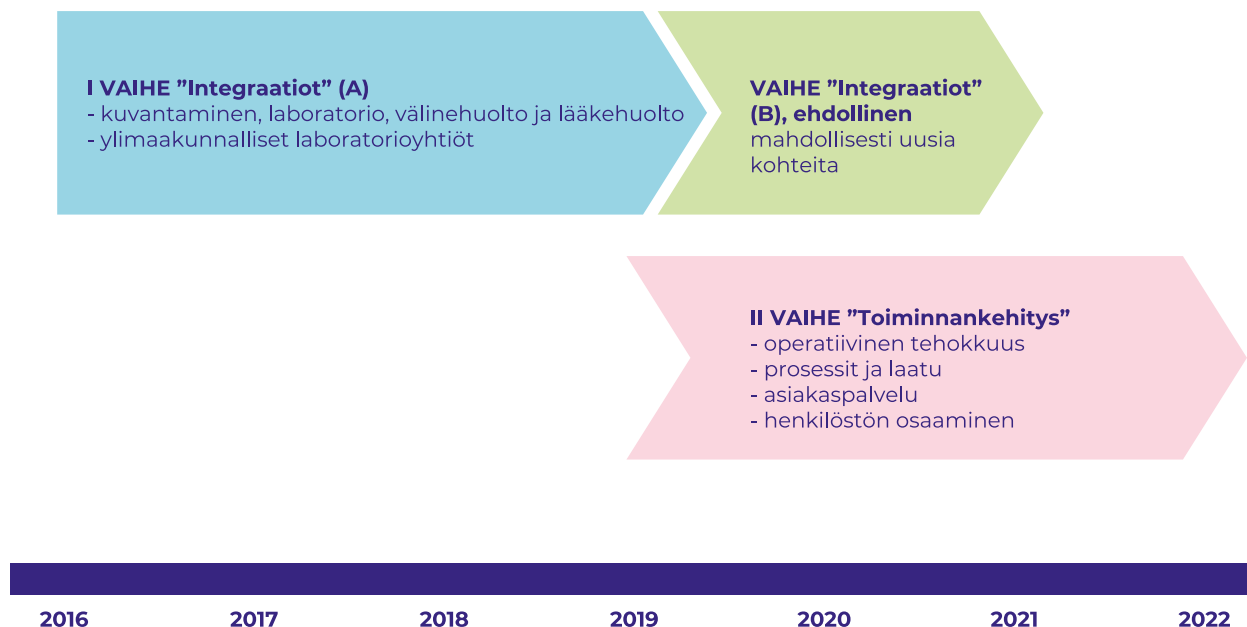 I VAIHE ”Integraatiot” (A)
- kuvantaminen, laboratorio, välinehuolto ja lääkehuolto
- ylimaakunnalliset laboratorioyhtiöt
VAIHE ”Integraatiot”
(B), ehdollinen
mahdollisesti uusia
kohteita
II VAIHE ”Toiminnankehitys”
- operatiivinen tehokkuus
- prosessit ja laatu
- asiakaspalvelu
- henkilöstön osaaminen
2016 2017 2018 2019 2020 2021 2022